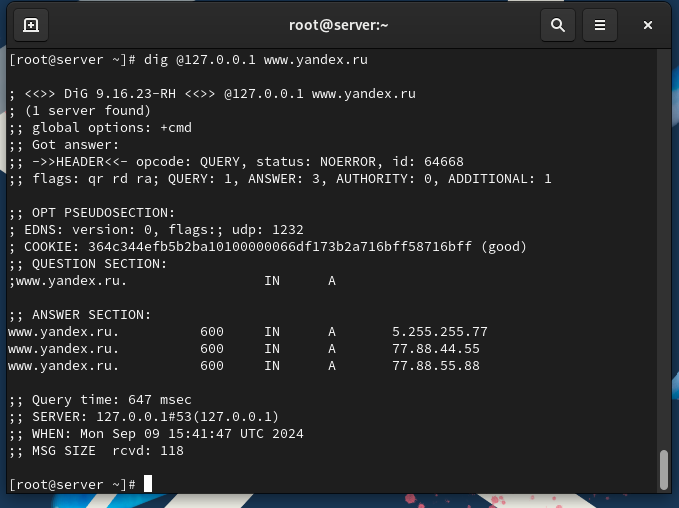 root@server:~
[root@server ~]# dig @127.0.0.1 www.yandex.ru
; <<>> DiG 9.16.23-RH <<>> @127.0.0.1 www.yandex.ru
; (1 server found)
;; global options: +cmd
;; Got answer:
;; ->>HEADER<<- opcode: QUERY, status: NOERROR, id: 64668
;; flags: qr rd ra; QUERY: 1, ANSWER: 3, AUTHORITY: 0, ADDITIONAL: 1
;; OPT PSEUDOSECTION:
; EDNS: version: 0, flags:; udp: 1232
; COOKIE: 364c344efb5b2ba10100000066df173b2a716bff58716bff (good)
;; QUESTION SECTION:
;www.yandex.ru. IN A
;; ANSWER SECTION:
www.yandex.ru. 600 IN A 5.255.255.77
www.yandex.ru. 600 IN A 77.88.44.55
www.yandex.ru. 600 IN A 77.88.55.88
;; Query time: 647 msec
;; SERVER: 127.0.0.1#53(127.0.0.1)
;; WHEN: Mon Sep 09 15:41:47 UTC 2024
;; MSG SIZE rcvd: 118
[root@server ~]#